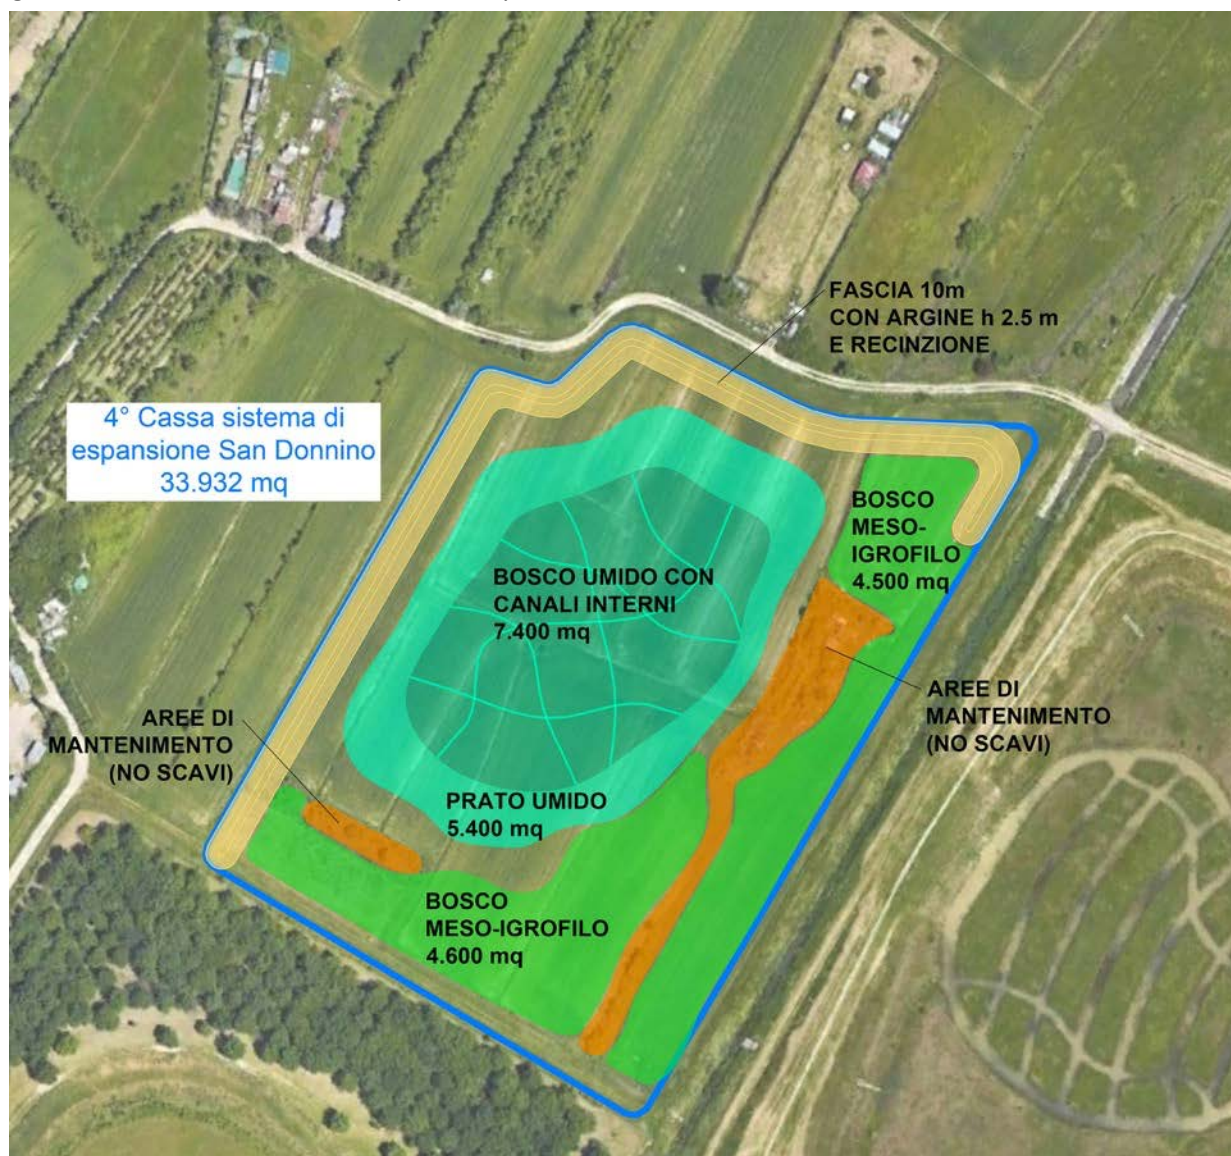 FASCIA 10m
CON ARGINE h 2.5 m
E RECINZIONE
4° Cassa sistema di
espansione San Donnino
33.932 mq
BOSCO
MESO-
IGROFILO
4.500 mq
BOSCO UMIDO CON
CANALI INTERNI
7.400 mq
AREE DI
MANTENIMENTO
(NO SCAVI)
AREE DI
MANTENIMENTO
(NO SCAVI)
PRATO UMIDO
5.400 mq
BOSCO
MESO-IGROFILO
4.600 mq